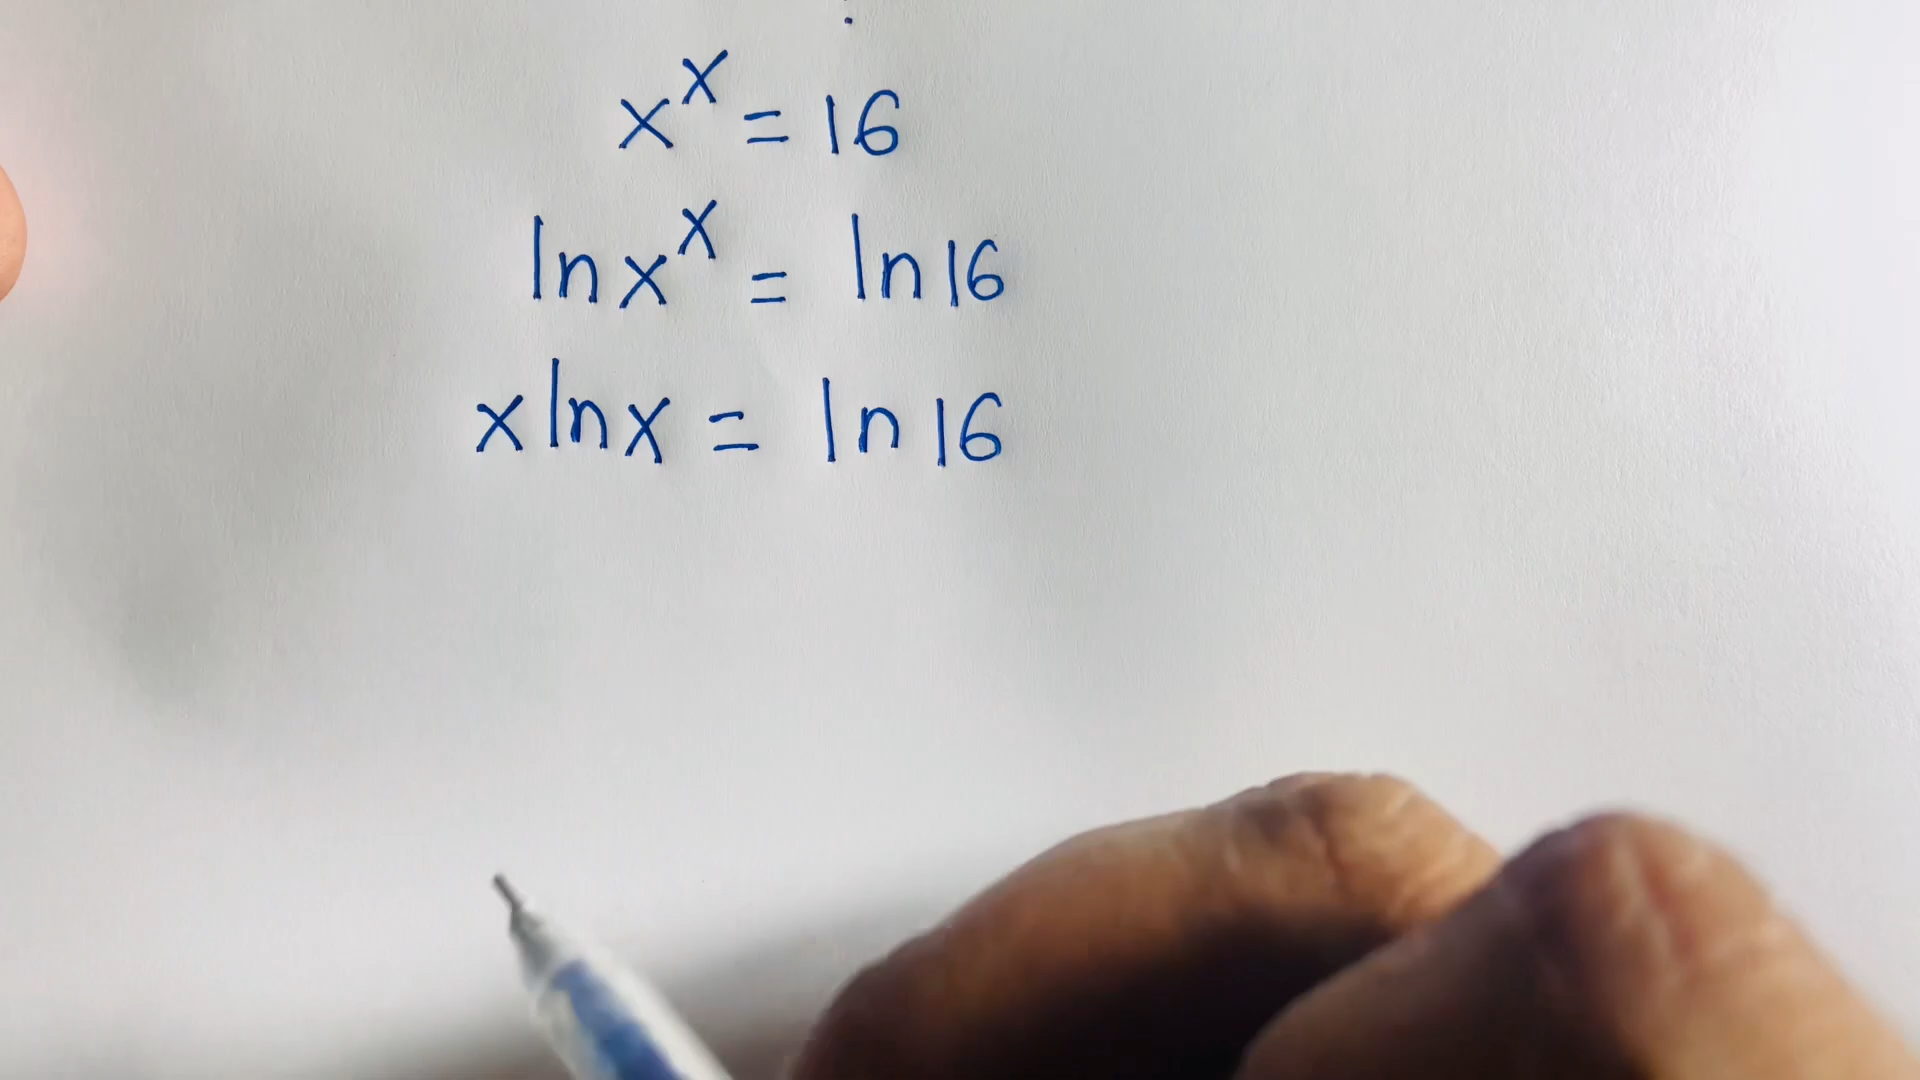 x^x = 16
ln x^x = ln 16
x ln x = ln 16